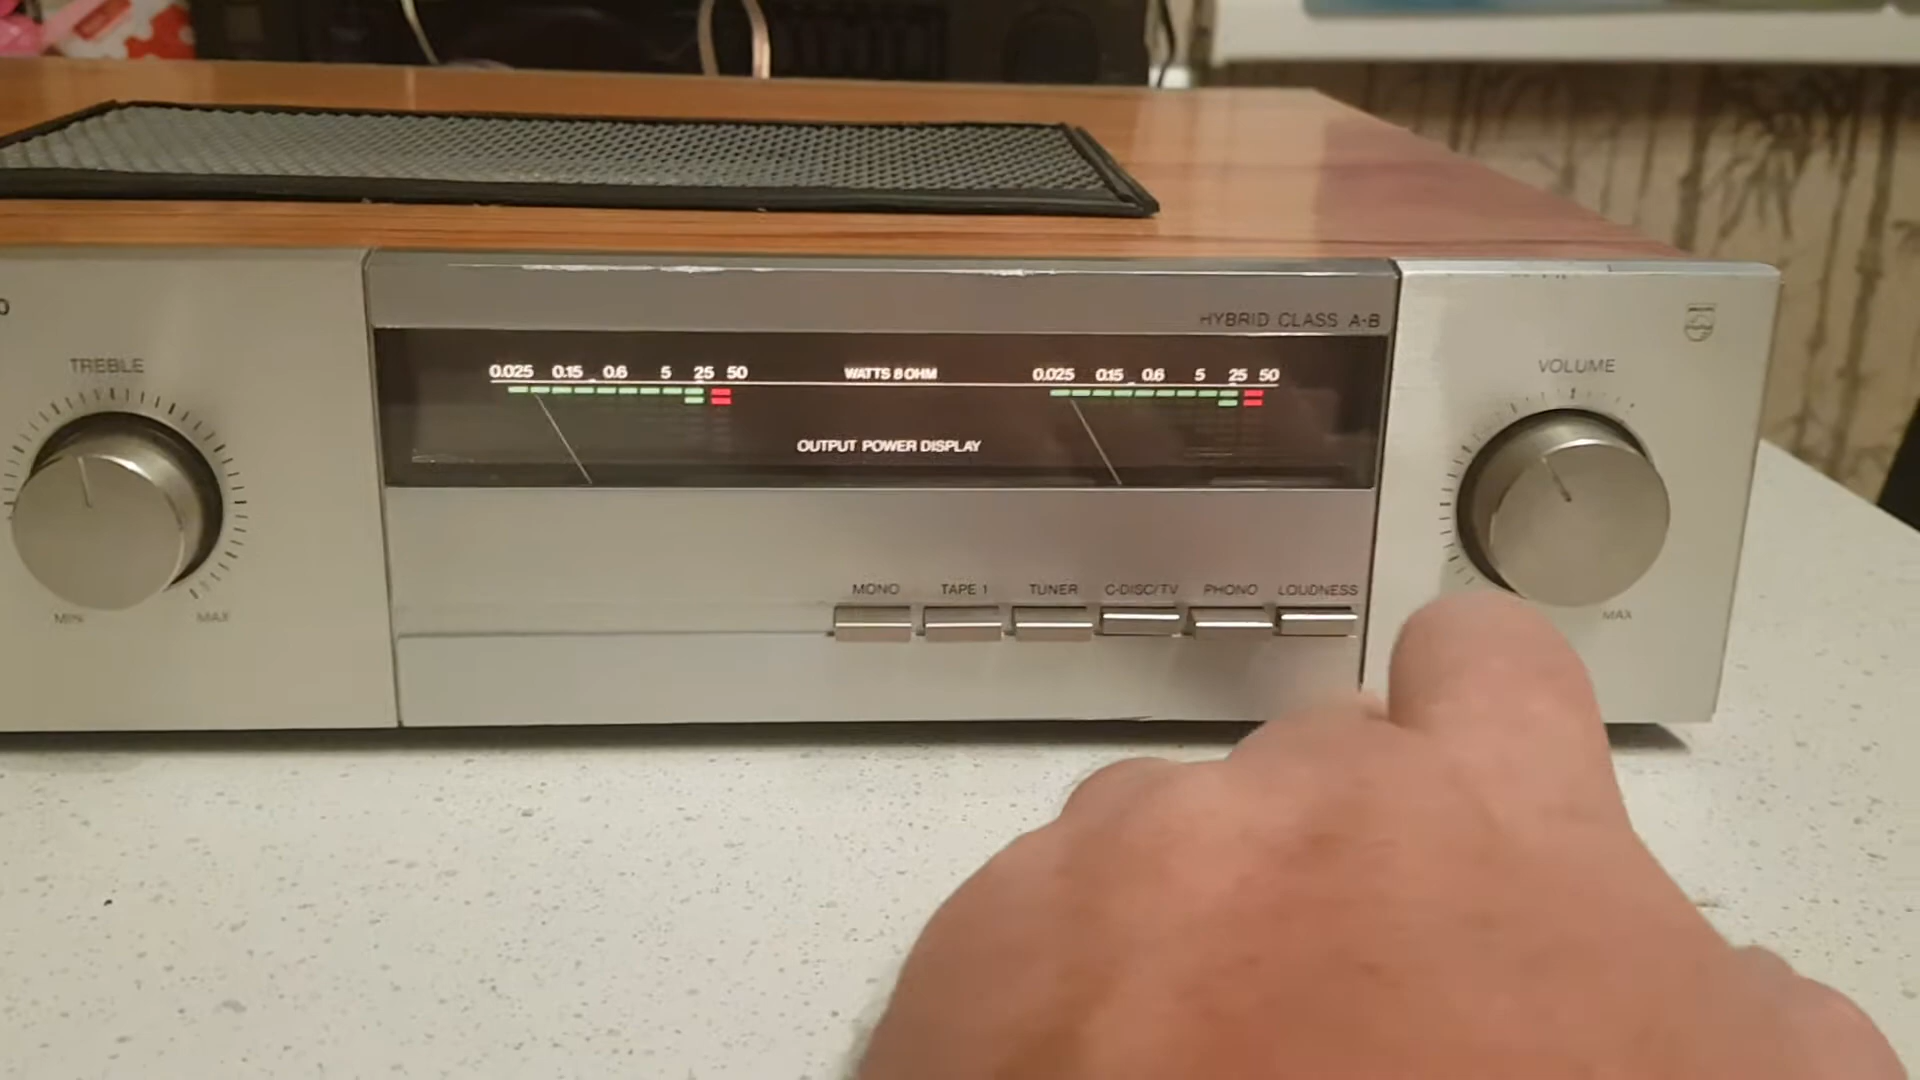 HYBRID CLASS A-B
0.025 0.15 0.6 5 25 50
WATTS 8 OHM
0.025 0.15 0.6 5 25 50
OUTPUT POWER DISPLAY
TREBLE
MIN MAX
VOLUME
MAX
MONO TAPE 1 TUNER C-DISC/TV PHONO LOUDNESS